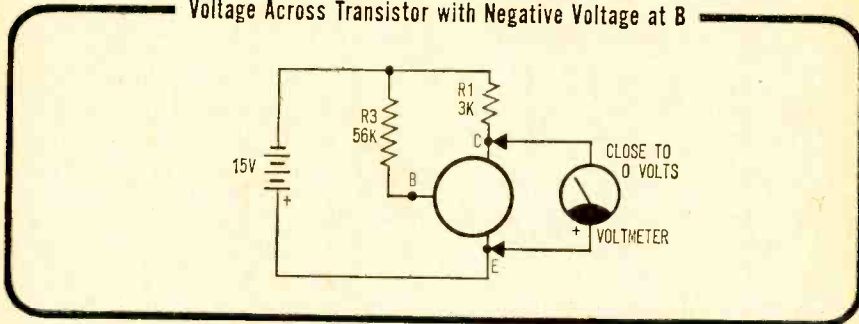 Voltage Across Transistor with Negative Voltage at B
R1
3K
R3
56K
C
CLOSE TO
0 VOLTS
15V
B
+
+
VOLTMETER
E